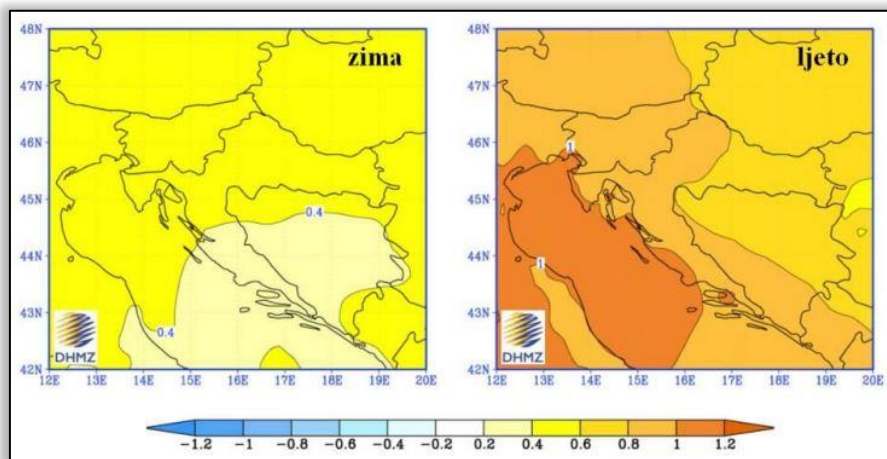 zima
48N
47N
46N
45N
44N
43N
42N
0.4
0.4
DHMZ
12E 13E 14E 15E 16E 17E 18E 19E 20E
ljeto
48N
47N
46N
45N
44N
43N
42N
1
1
DHMZ
12E 13E 14E 15E 16E 17E 18E 19E 20E
-1.2 -1 -0.8 -0.6 -0.4 -0.2 0.2 0.4 0.6 0.8 1 1.2